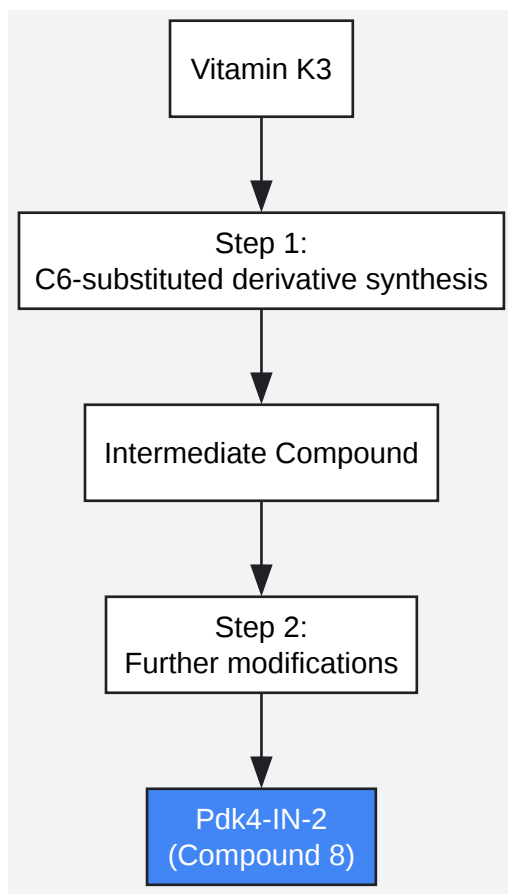 Vitamin K3
Step 1:
C6-substituted derivative synthesis
Intermediate Compound
Step 2:
Further modifications
Pdk4-IN-2
(Compound 8)